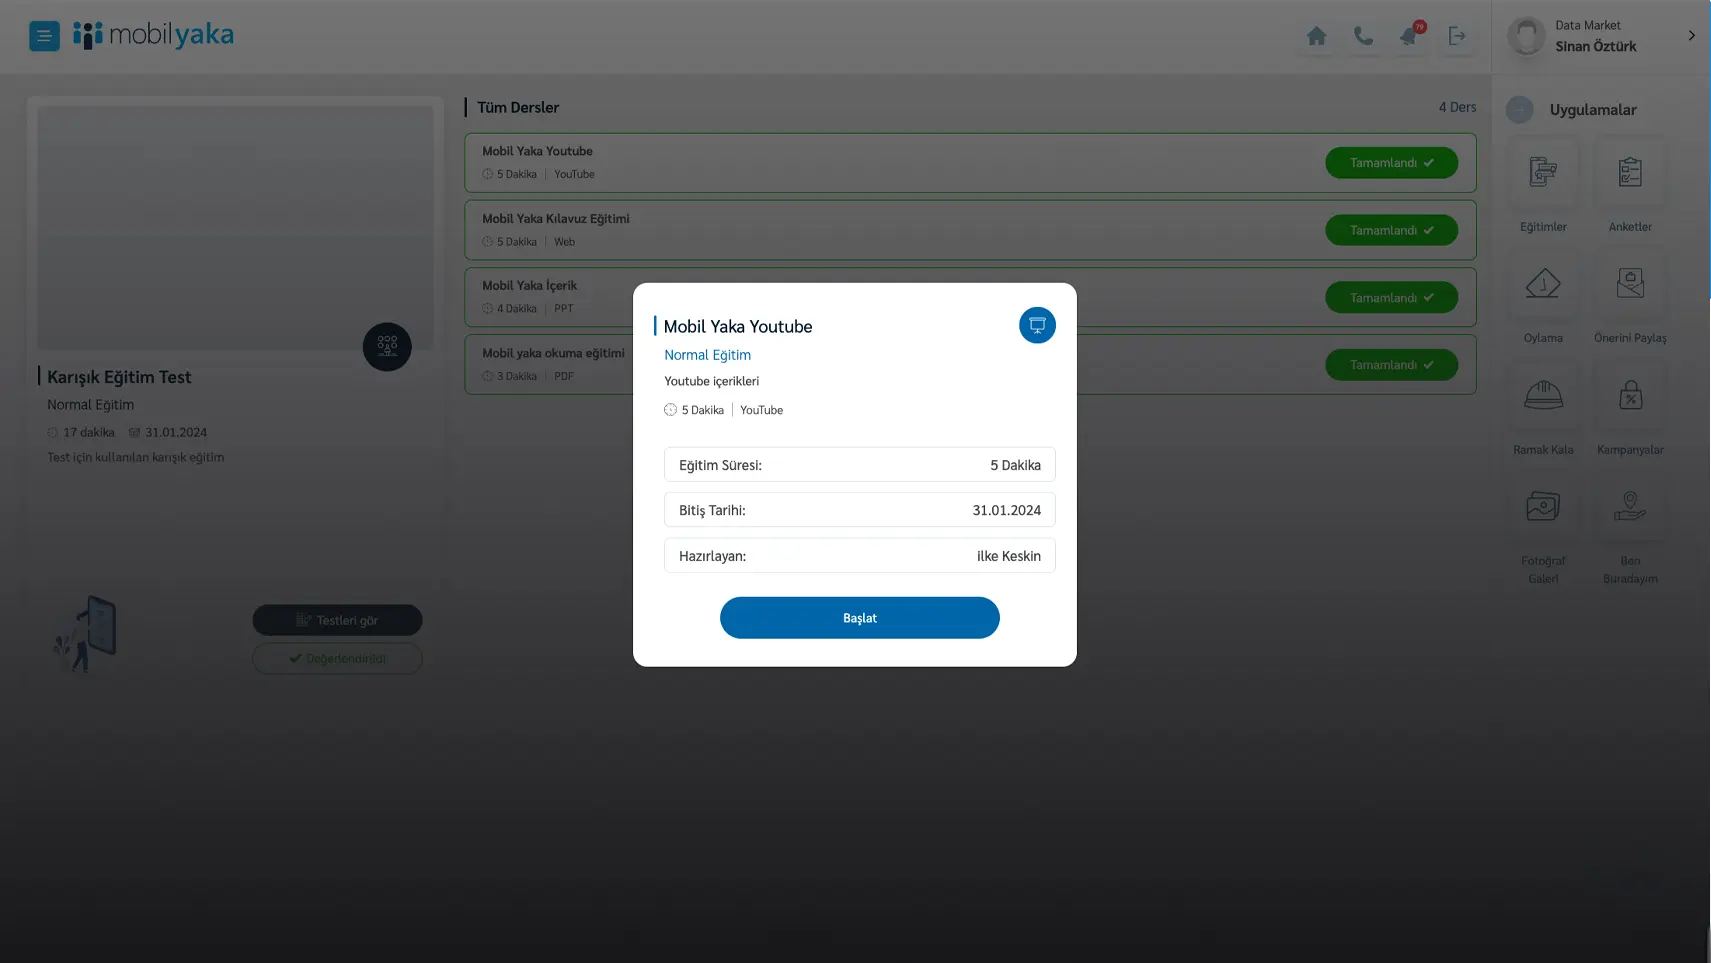 mobilyaka
79
Data Market
Sinan Öztürk
Tüm Dersler
4 Ders
Uygulamalar
Mobil Yaka Youtube
5 Dakika
YouTube
Tamamlandı
Mobil Yaka Kılavuz Eğitimi
5 Dakika
Web
Tamamlandı
Mobil Yaka İçerik
4 Dakika
PPT
Tamamlandı
Mobil yaka okuma eğitimi
3 Dakika
PDF
Tamamlandı
Karışık Eğitim Test
Normal Eğitim
17 dakika
31.01.2024
Test için kullanılan karışık eğitim
Testleri gör
Değerlendirildi
Mobil Yaka Youtube
Normal Eğitim
Youtube içerikleri
5 Dakika
YouTube
Eğitim Süresi:
5 Dakika
Bitiş Tarihi:
31.01.2024
Hazırlayan:
ilke Keskin
Başlat
Eğitimler
Anketler
Oylama
Önerini Paylaş
Ramak Kala
Kampanyalar
Fotoğraf
Galeri
Ben
Buradayım